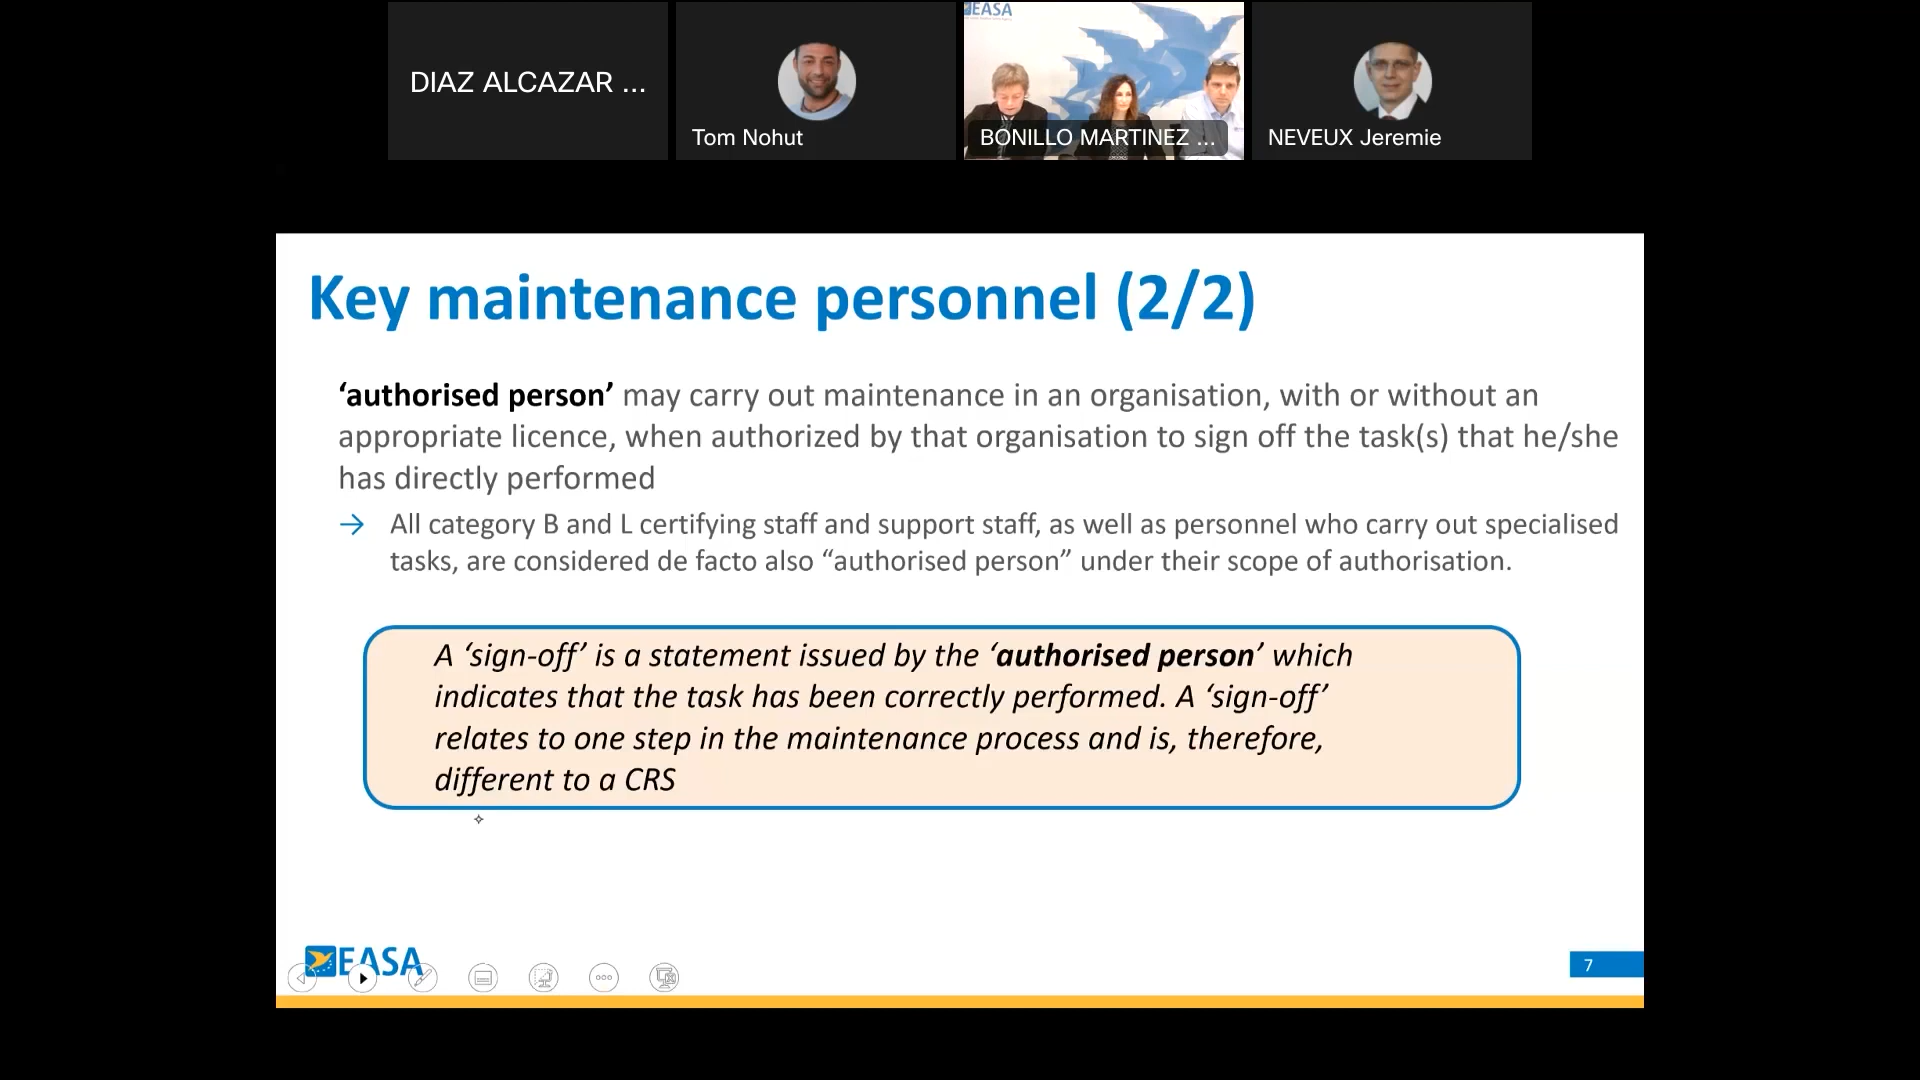 DIAZ ALCAZAR ...
Tom Nohut
EASA
BONILLO MARTINEZ ...
NEVEUX Jeremie
Key maintenance personnel (2/2)
‘authorised person’ may carry out maintenance in an organisation, with or without an
appropriate licence, when authorized by that organisation to sign off the task(s) that he/she
has directly performed
→ All category B and L certifying staff and support staff, as well as personnel who carry out specialised
tasks, are considered de facto also “authorised person” under their scope of authorisation.
A ‘sign-off’ is a statement issued by the ‘authorised person’ which
indicates that the task has been correctly performed. A ‘sign-off’
relates to one step in the maintenance process and is, therefore,
different to a CRS
EASA
7